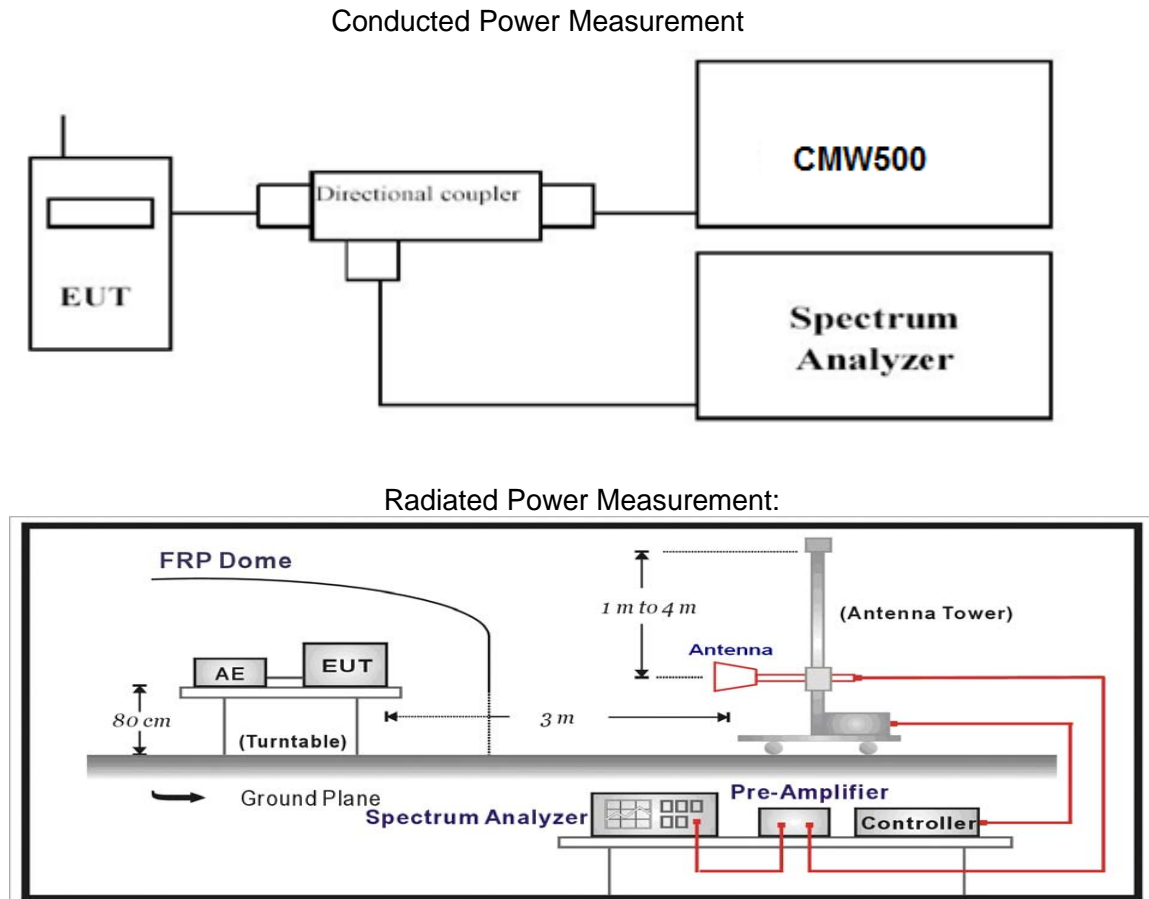 Conducted Power Measurement
EUT
Directional coupler
CMW500
Spectrum
Analyzer
Radiated Power Measurement:
FRP Dome
AE
EUT
80 cm
(Turntable)
3 m
1 m to 4 m
Antenna
(Antenna Tower)
Ground Plane
Spectrum Analyzer
Pre-Amplifier
Controller